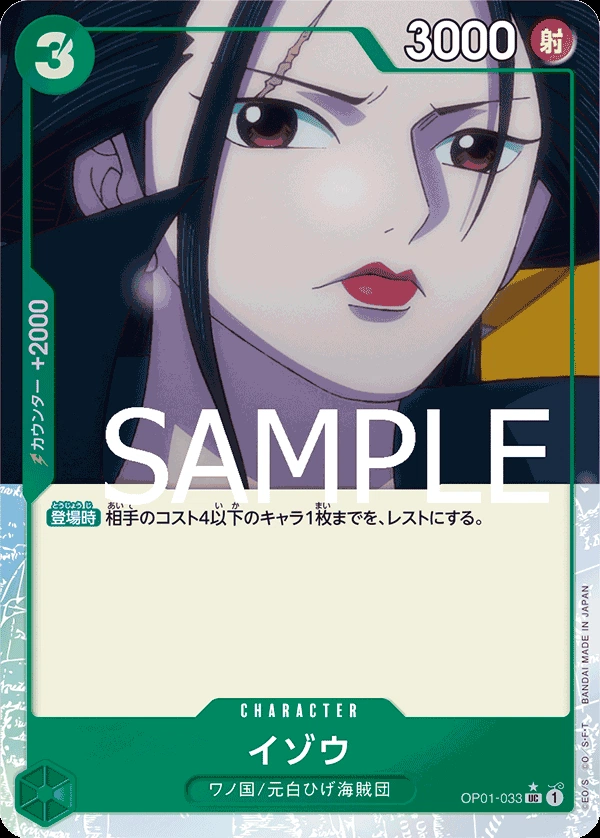 3
3000 射
カウンター +2000
SAMPLE
登場時 相手のコスト4以下のキャラ1枚までを、レストにする。
CHARACTER
イゾウ
ワノ国/元白ひげ海賊団
OP01-033 UC 1
©E.O/S. ©O/S.F.T BANDAI MADE IN JAPAN